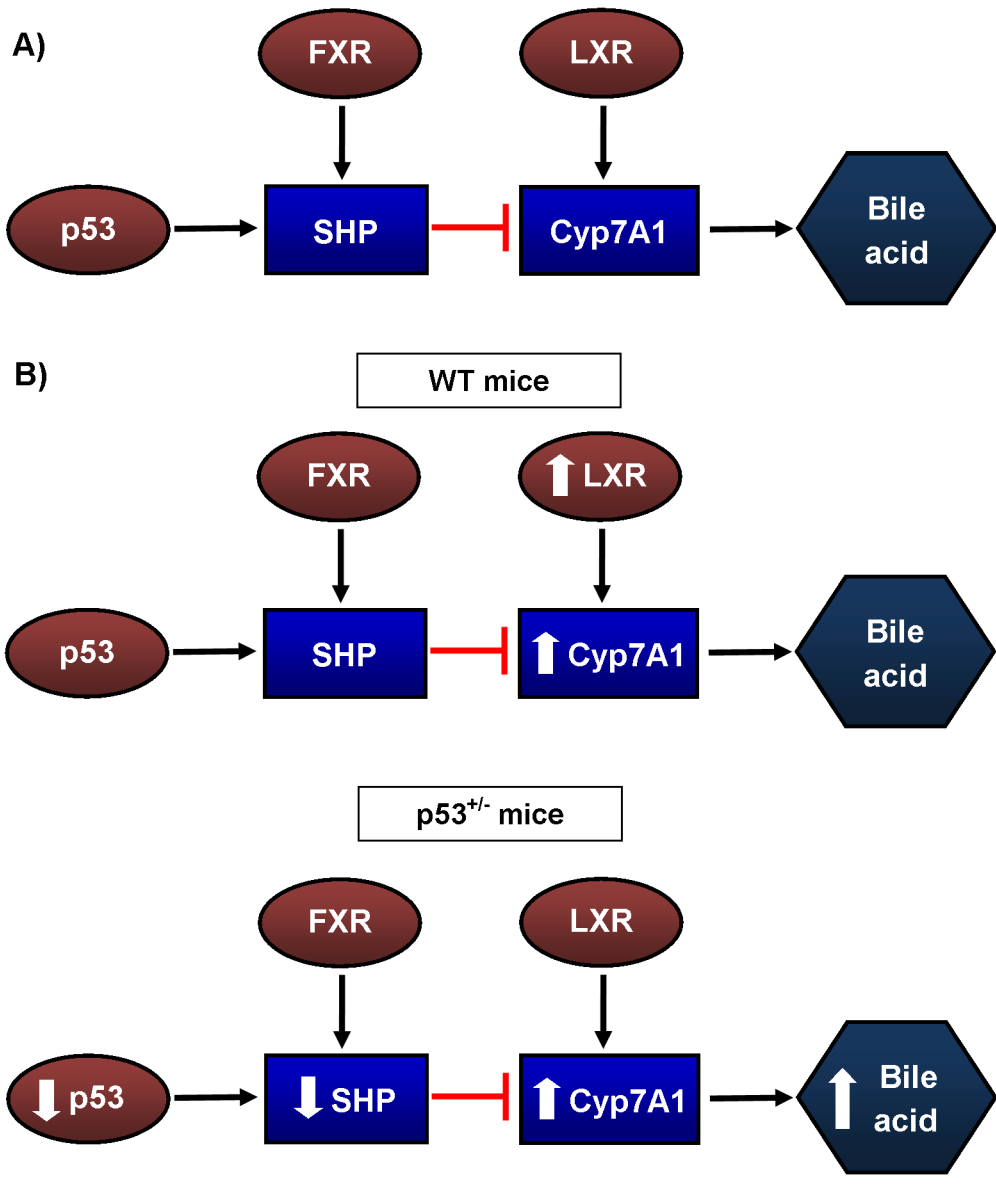 A)
FXR
LXR
p53
SHP
Cyp7A1
Bile
acid
B)
WT mice
FXR
LXR
p53
SHP
Cyp7A1
Bile
acid
p53+/- mice
FXR
LXR
p53
SHP
Cyp7A1
Bile
acid